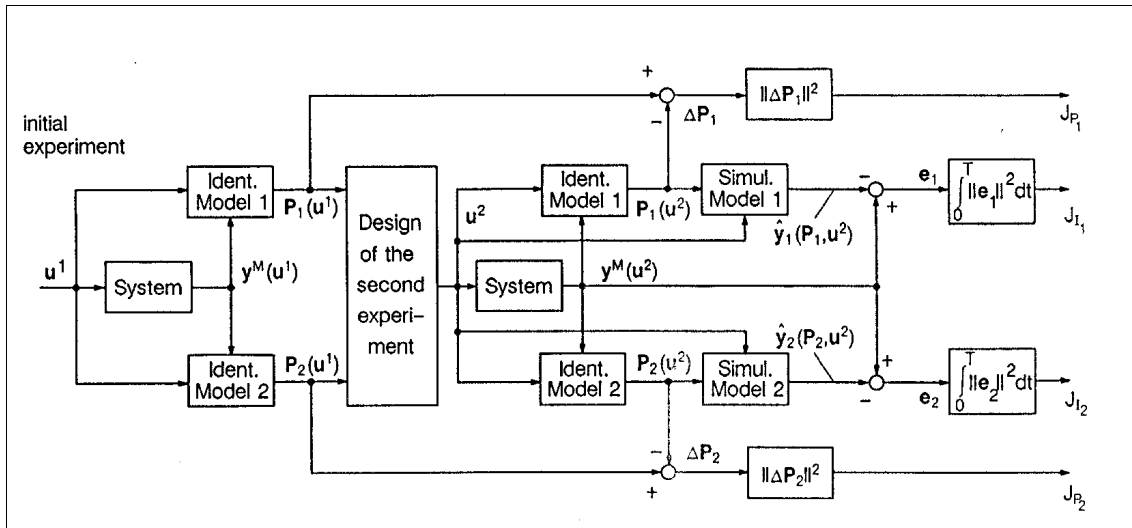 +
‖ΔP₁‖²
ΔP₁
J_P₁
−
initial
experiment
Ident.
Model 1
P₁(u¹)
Design
of the
second
experi–
ment
u²
Ident.
Model 1
P₁(u²)
Simul.
Model 1
−
+
e₁
∫₀ᵀ‖e₁‖²dt
J_I₁
ŷ₁(P₁,u²)
u¹
System
yᴹ(u¹)
System
yᴹ(u²)
Ident.
Model 2
P₂(u¹)
Ident.
Model 2
P₂(u²)
Simul.
Model 2
ŷ₂(P₂,u²)
+
−
e₂
∫₀ᵀ‖e₂‖²dt
J_I₂
−
ΔP₂
+
‖ΔP₂‖²
J_P₂